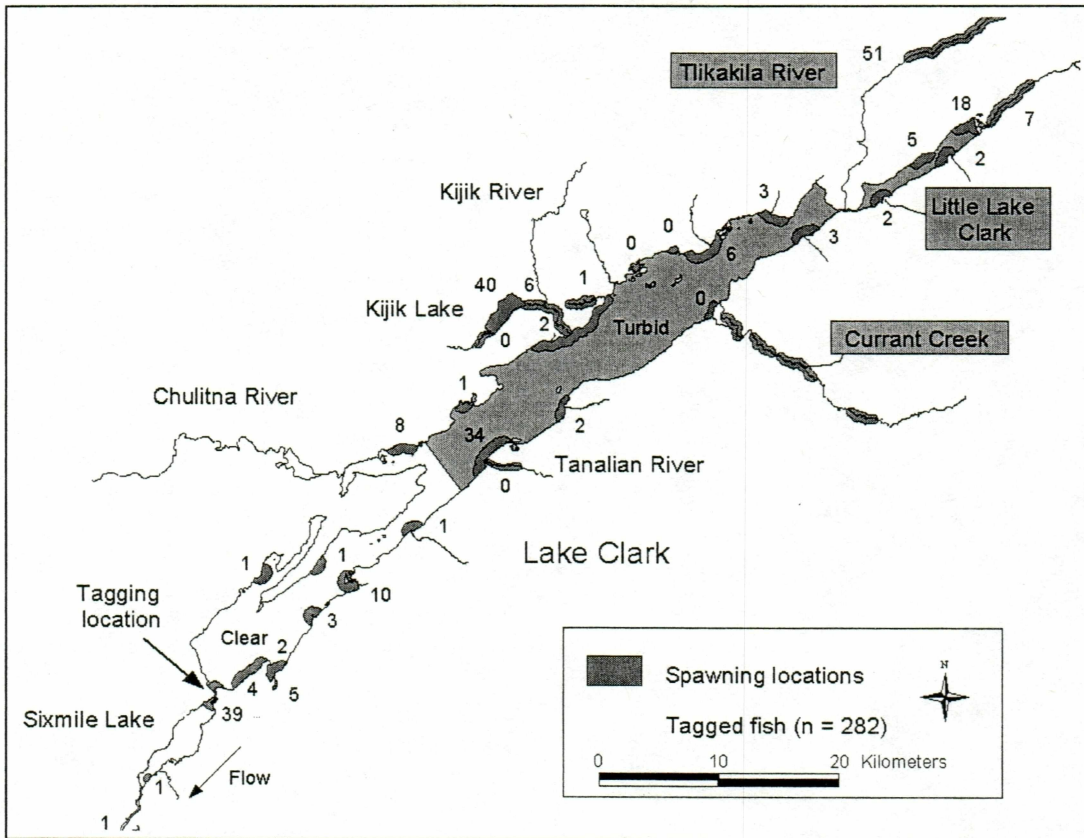 51
Tlikakila River
18
7
5
2
Kijik River
3
Little Lake
Clark
2
0
0
3
6
40
6
1
0
Kijik Lake
2
0
Turbid
Currant Creek
1
Chulitna River
8
34
2
Tanalian River
0
1
Lake Clark
1
1
Tagging
location
10
3
Clear
2
4
5
Sixmile Lake
39
Flow
1
1
Spawning locations
N
Tagged fish (n = 282)
0
10
20
Kilometers